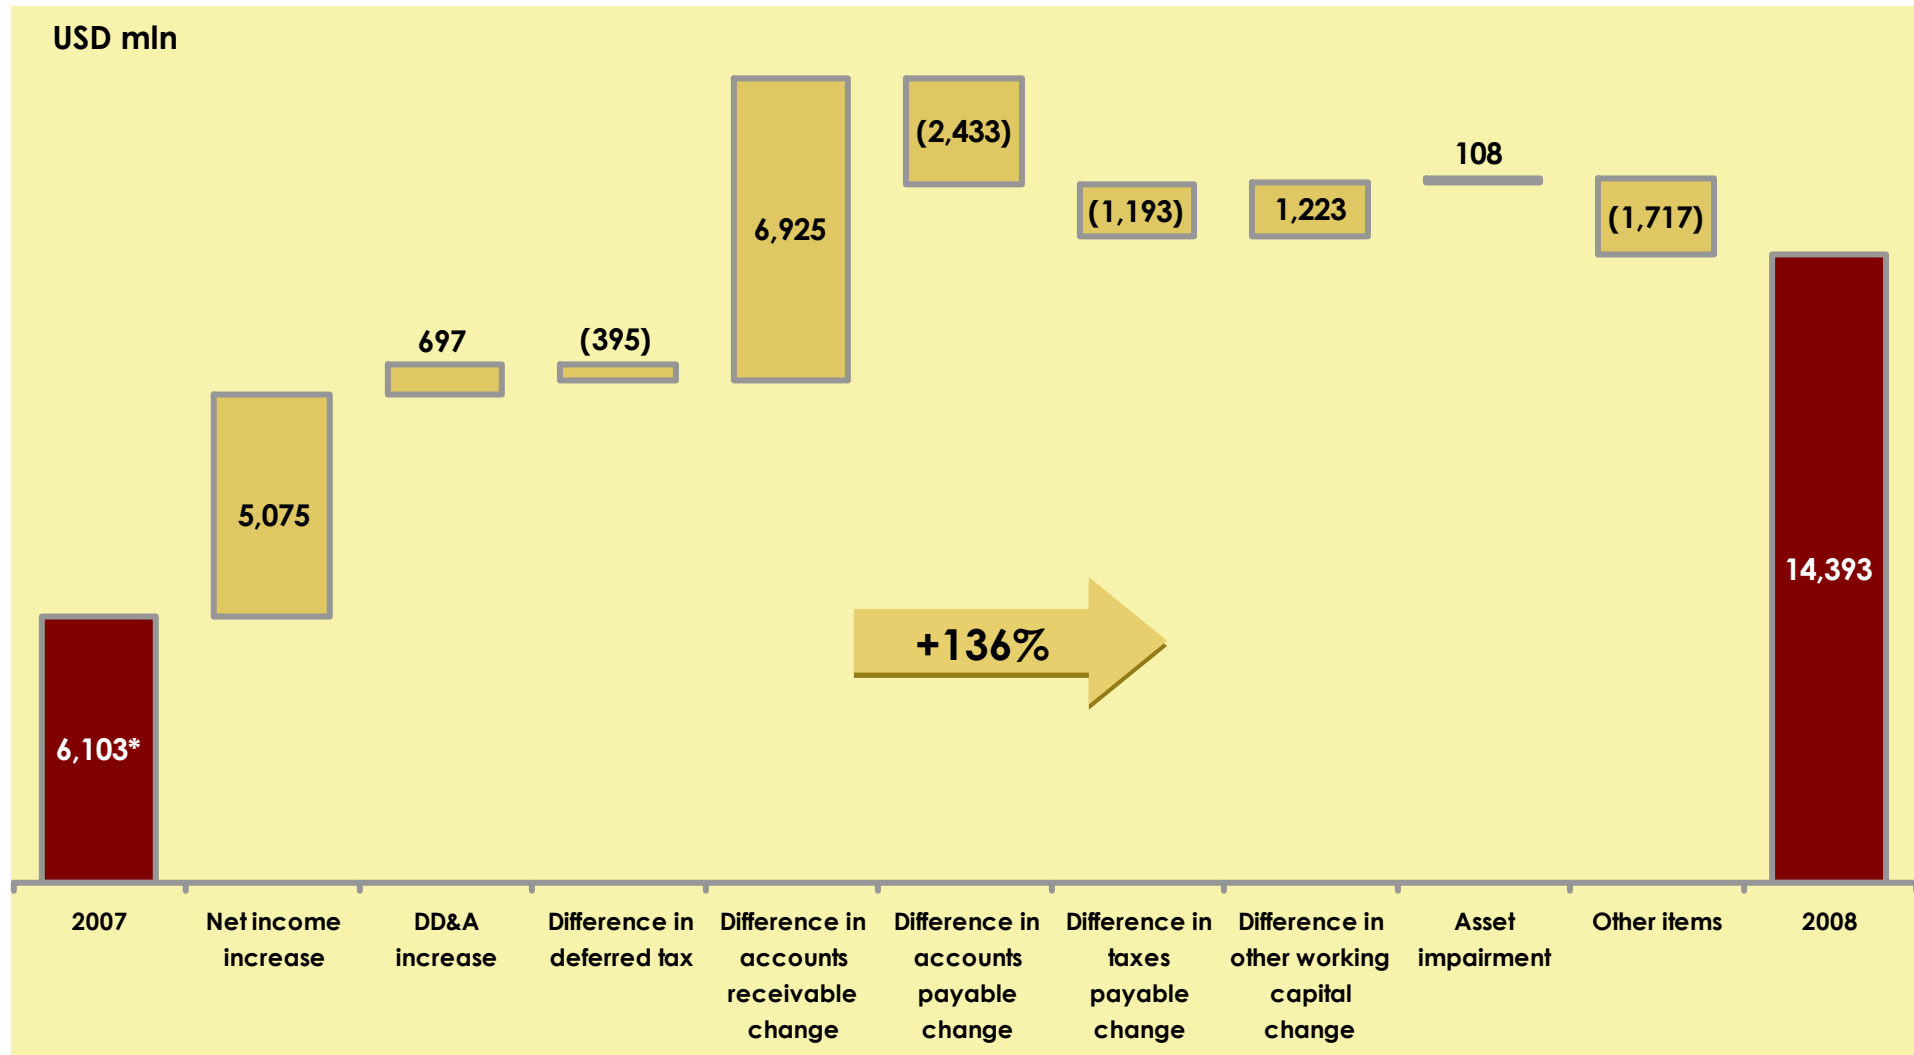 USD mln
6,103*
5,075
697
(395)
6,925
(2,433)
(1,193)
1,223
108
(1,717)
14,393
+136%
2007
Net income
increase
DD&A
increase
Difference in
deferred tax
Difference in
accounts
receivable
change
Difference in
accounts
payable
change
Difference in
taxes
payable
change
Difference in
other working
capital
change
Asset
impairment
Other items
2008